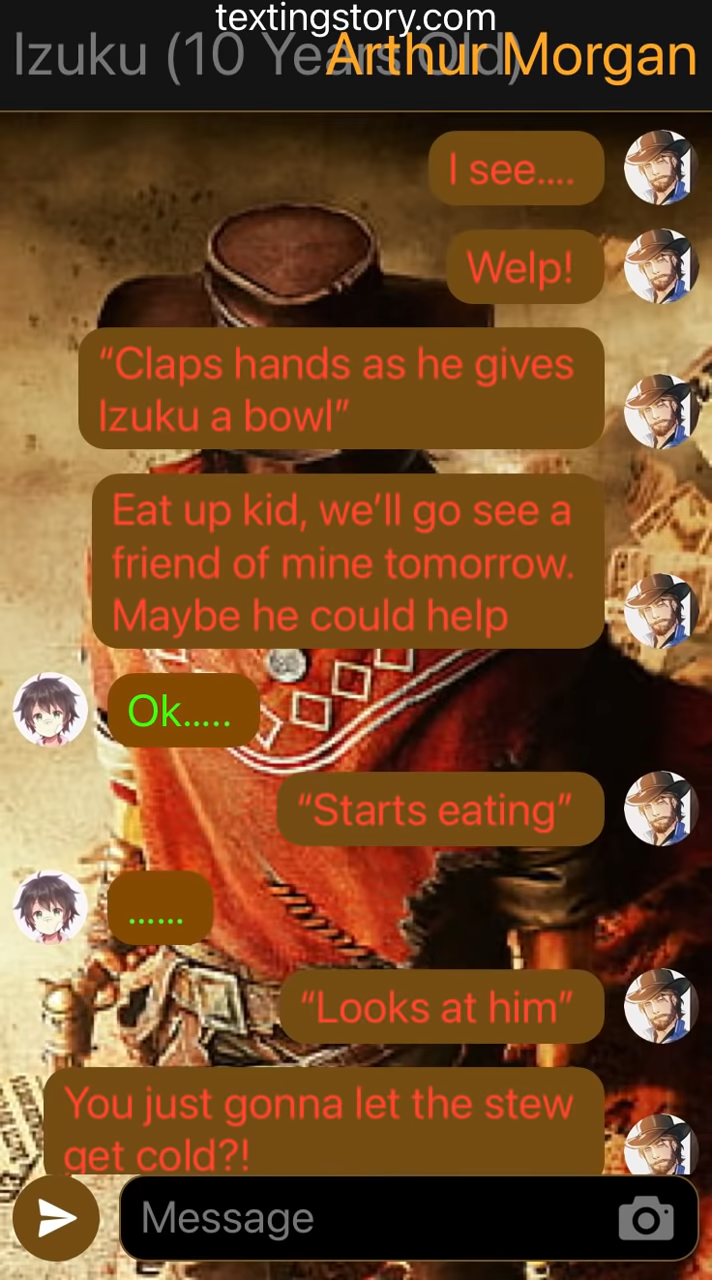 textingstory.com
Izuku (10 Years Old)
Arthur Morgan
I see....
Welp!
“Claps hands as he gives
Izuku a bowl”
Eat up kid, we’ll go see a
friend of mine tomorrow.
Maybe he could help
Ok.....
“Starts eating”
......
“Looks at him”
You just gonna let the stew
get cold?!
Message